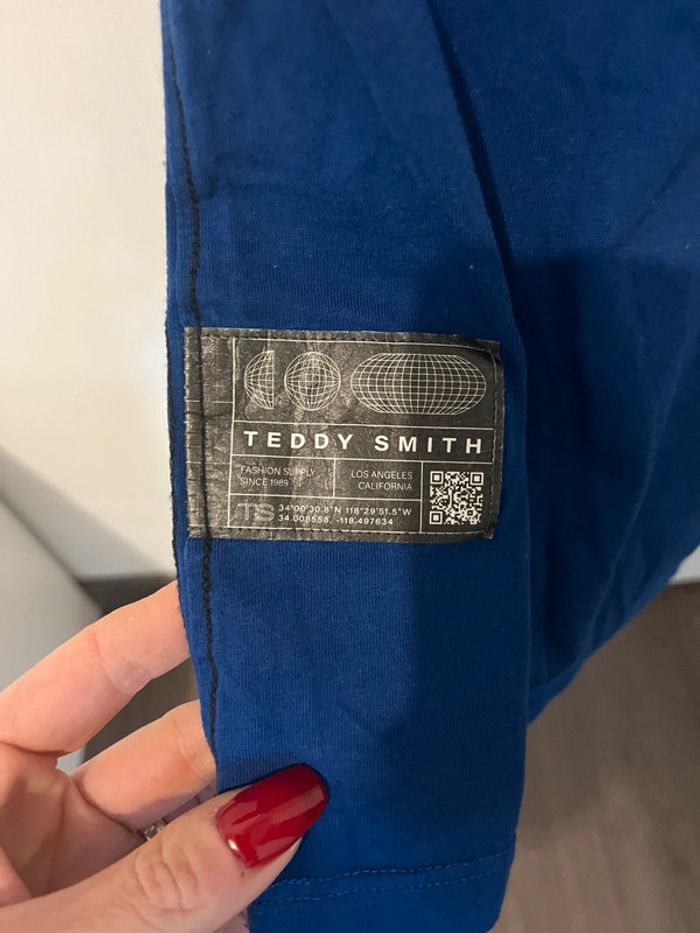 TEDDY SMITH
FASHION SUPPLY
SINCE 1989
LOS ANGELES
CALIFORNIA
TS
34°00'30.8"N 118°29'51.5"W
34.008558, -118.497634